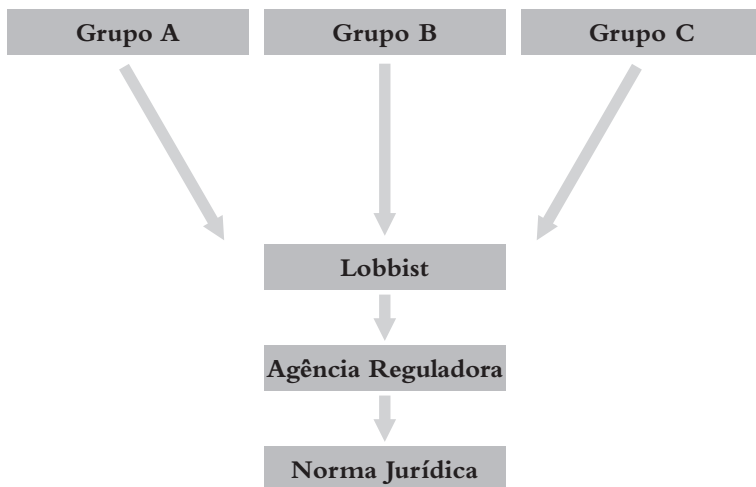 Grupo A
Grupo B
Grupo C
Lobbist
Agência Reguladora
Norma Jurídica